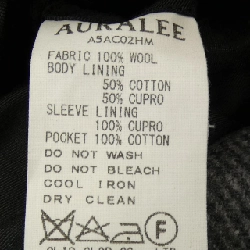 AURALEE
A5AC02HM
FABRIC 100% WOOL
BODY LINING
50% COTTON
50% CUPRO
SLEEVE LINING
100% CUPRO
POCKET 100% COTTON
DO NOT WASH
DO NOT BLEACH
COOL IRON
DRY CLEAN